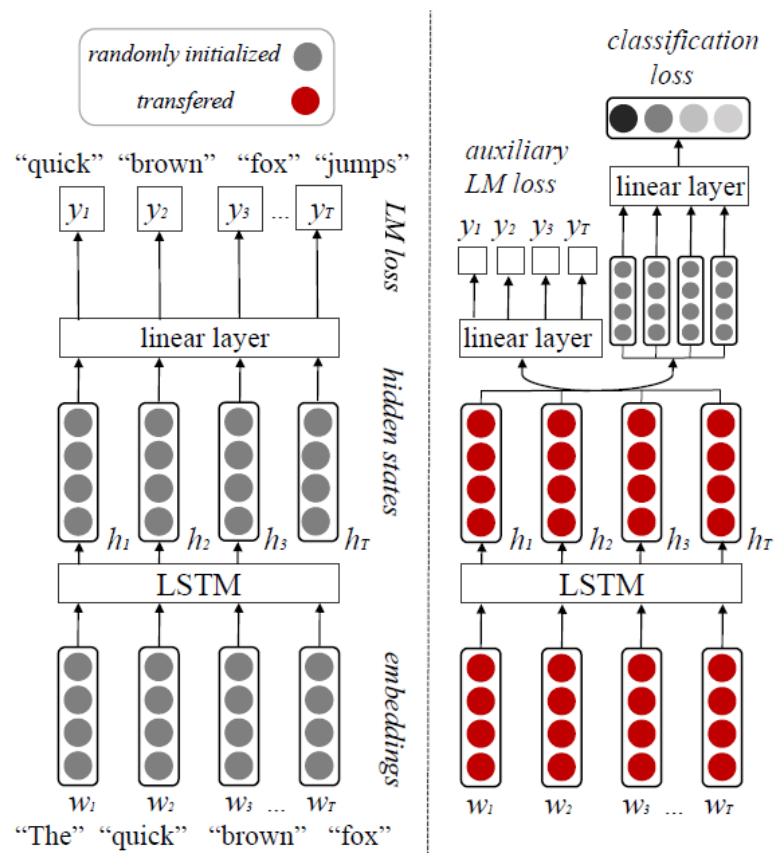 randomly initialized
transfered
“quick” “brown” “fox” “jumps”
y1 y2 y3 ... yT
LM loss
linear layer
hidden states
h1 h2 h3 hT
LSTM
embeddings
w1 w2 w3 ... wT
“The” “quick” “brown” “fox”
classification
loss
auxiliary
LM loss
linear layer
y1 y2 y3 yT
linear layer
h1 h2 h3 hT
LSTM
w1 w2 w3 ... wT